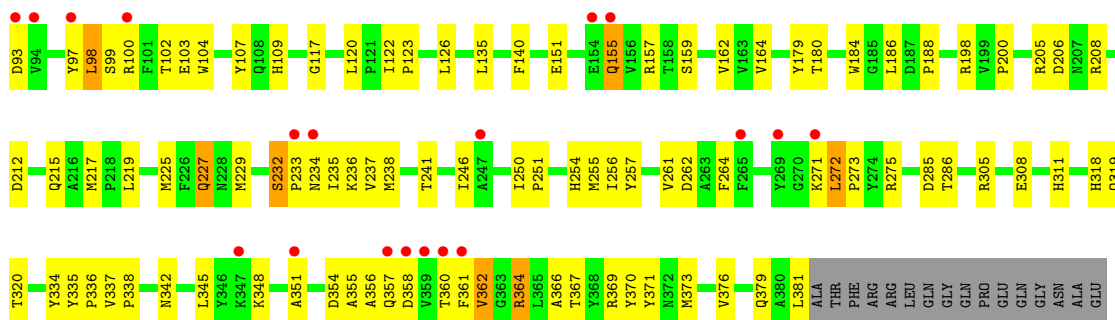 D93 V94 Y97 L98 S99 R100 F101 T102 E103 W104 Y107 Q108 H109 G117 L120 P121 I122 P123 L126 L135 F140 E151 E154 Q155 V156 R157 T158 S159 V162 V163 V164 Y179 T180 W184 G185 L186 D187 P188 R198 V199 P200 R205 D206 N207 R208
D212 Q215 A216 M217 P218 L219 M225 F226 Q227 N228 M229 S232 P233 N234 I235 K236 V237 M238 T241 I246 A247 I250 P251 H254 M255 I256 Y257 V261 D262 A263 F264 F265 Y269 G270 K271 L272 P273 Y274 R275 D285 T286 R305 E308 H311 H318 Q319
T320 Y334 Y335 P336 V337 P338 N342 L345 Y346 K347 K348 A351 D354 A355 A356 Q357 D358 V359 T360 F361 V362 G363 R364 L365 A366 T367 Y368 R369 Y370 Y371 N372 M373 V376 Q379 A380 L381 ALA THR PHE ARG ARG LEU GLN GLY GLN PRO GLU GLN GLY ASN ALA GLU